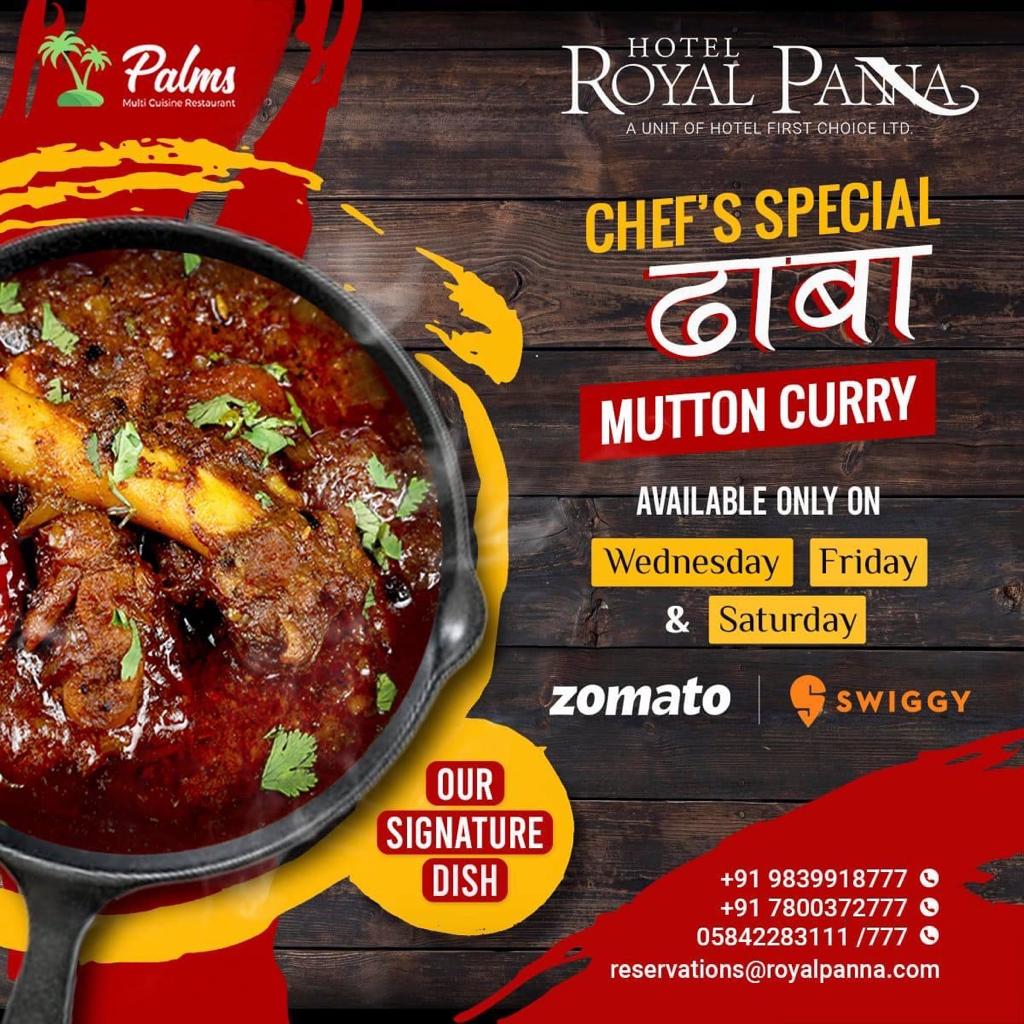 Palms
Multi Cuisine Restaurant
HOTEL
ROYAL PANNA
A UNIT OF HOTEL FIRST CHOICE LTD.
CHEF'S SPECIAL
ढाबा
MUTTON CURRY
AVAILABLE ONLY ON
Wednesday Friday
& Saturday
zomato | SWIGGY
OUR
SIGNATURE
DISH
+91 9839918777
+91 7800372777
05842283111 /777
reservations@royalpanna.com